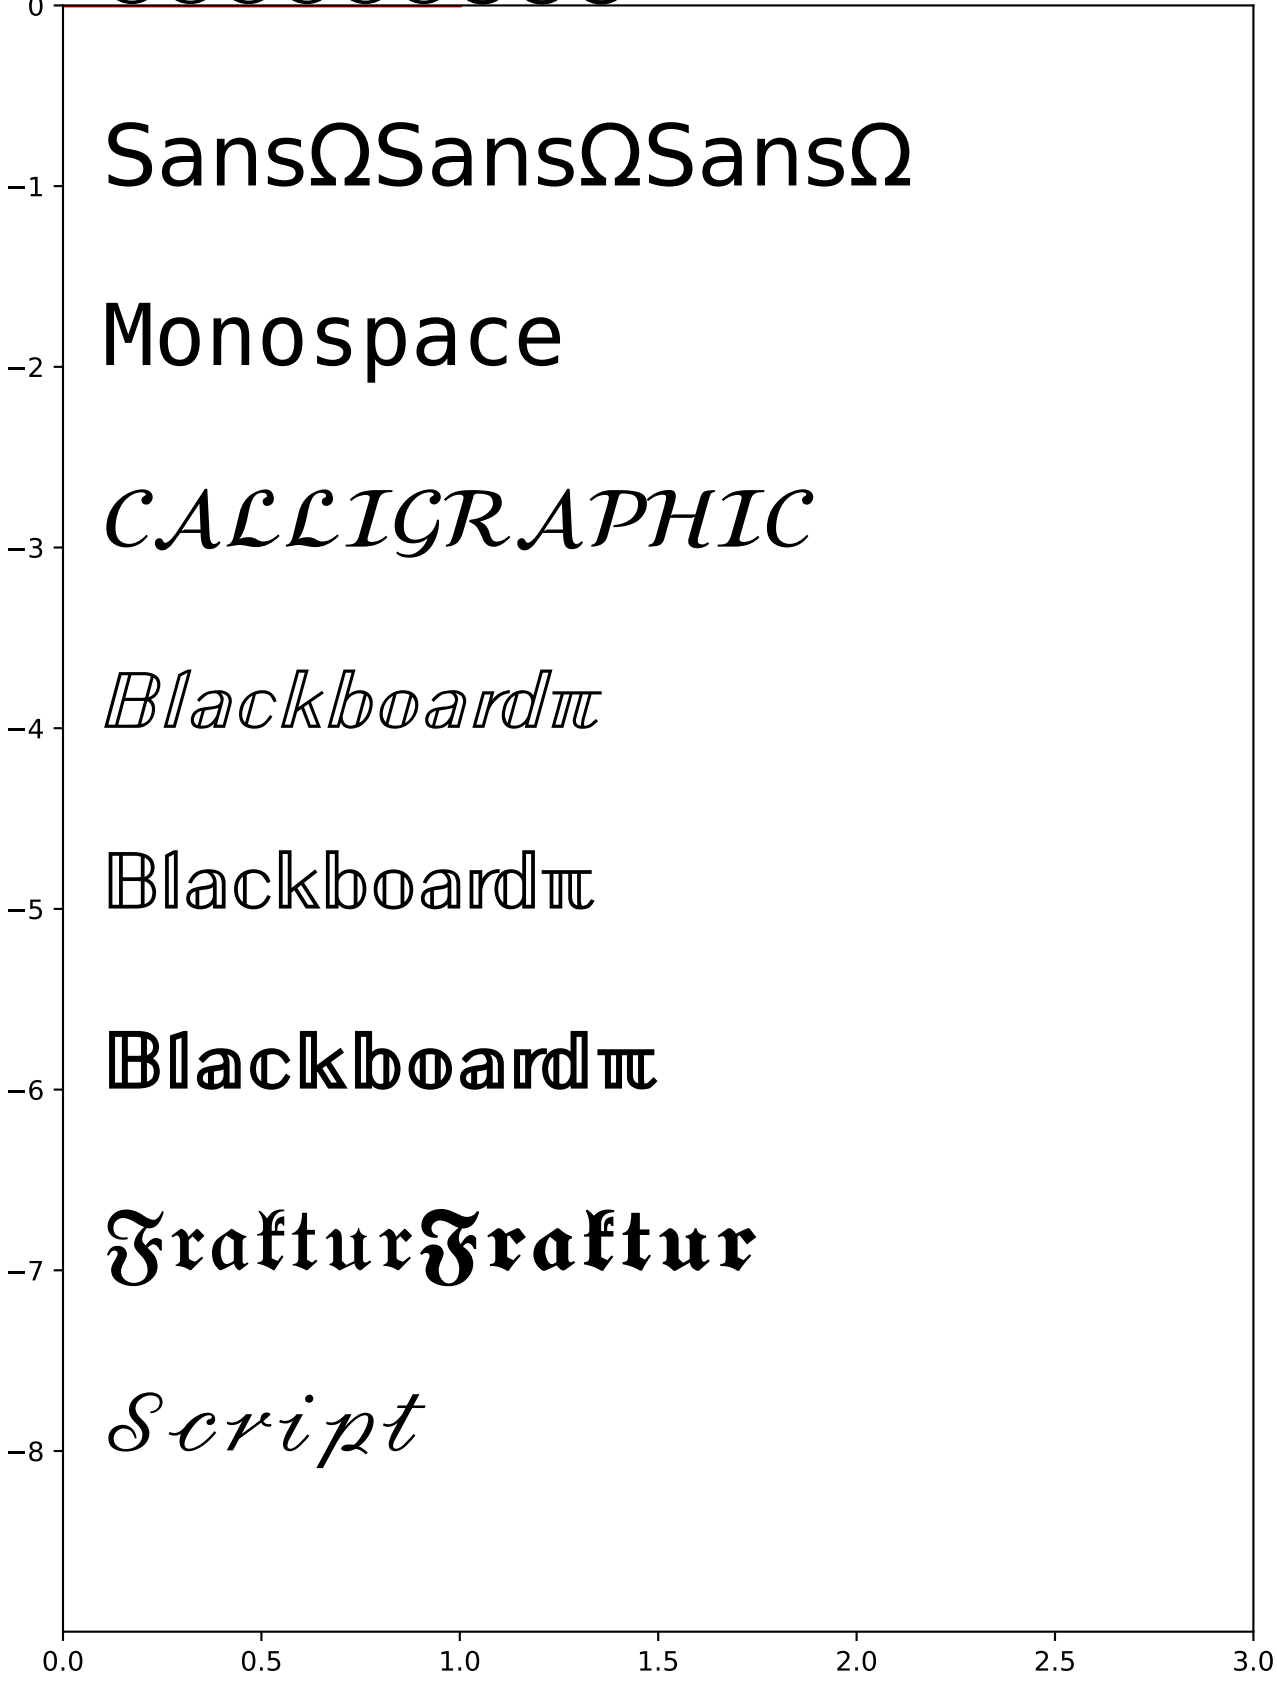 0
SansΩSansΩSansΩ
−1
Monospace
−2
CALLIGRAPHIC
−3
Blackboardπ
−4
Blackboardπ
−5
Blackboardπ
−6
FrakturFraktur
−7
Script
−8
0.0 0.5 1.0 1.5 2.0 2.5 3.0